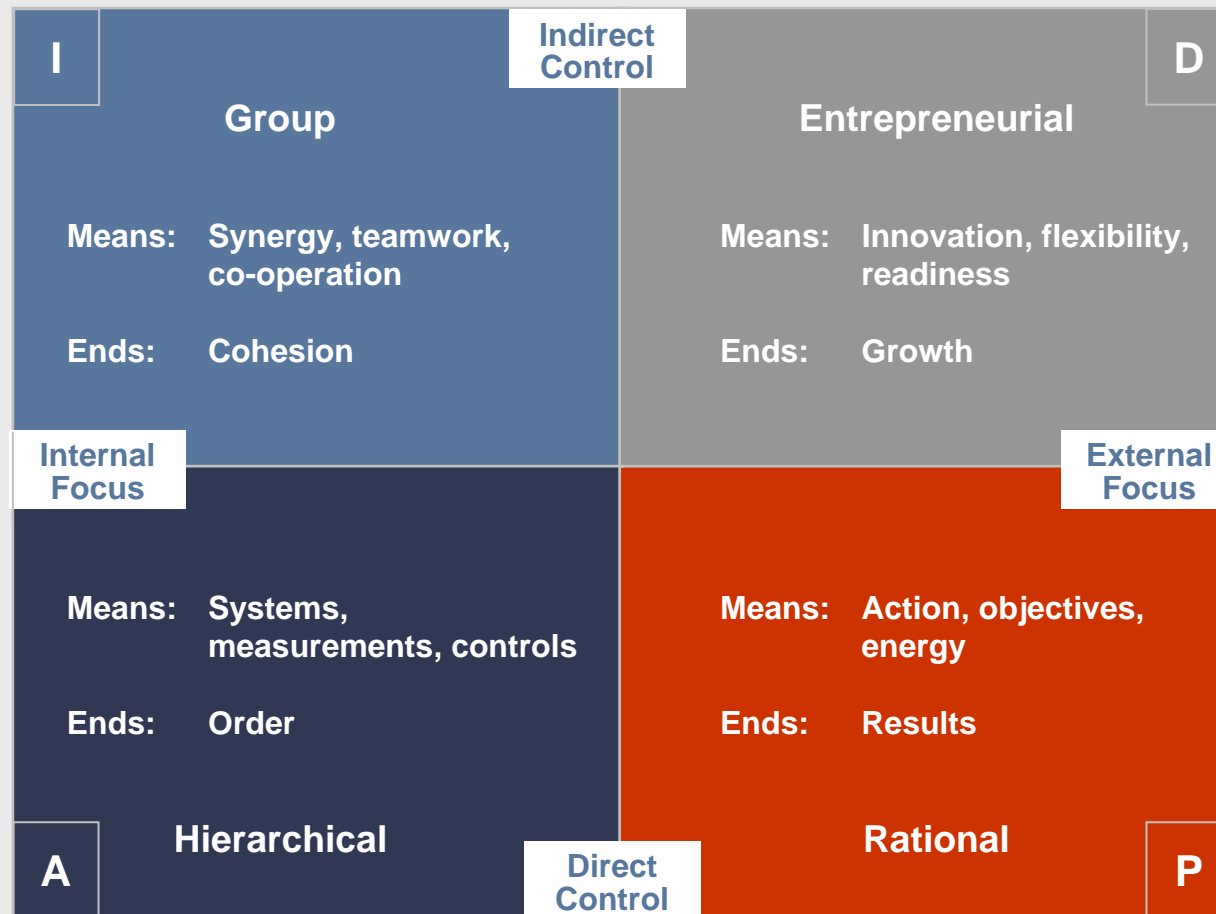 I
Indirect
Control
D
Group
Entrepreneurial
Means: Synergy, teamwork,
co-operation
Means: Innovation, flexibility,
readiness
Ends: Cohesion
Ends: Growth
Internal
Focus
External
Focus
Means: Systems,
measurements, controls
Means: Action, objectives,
energy
Ends: Order
Ends: Results
Hierarchical
Rational
A
Direct
Control
P